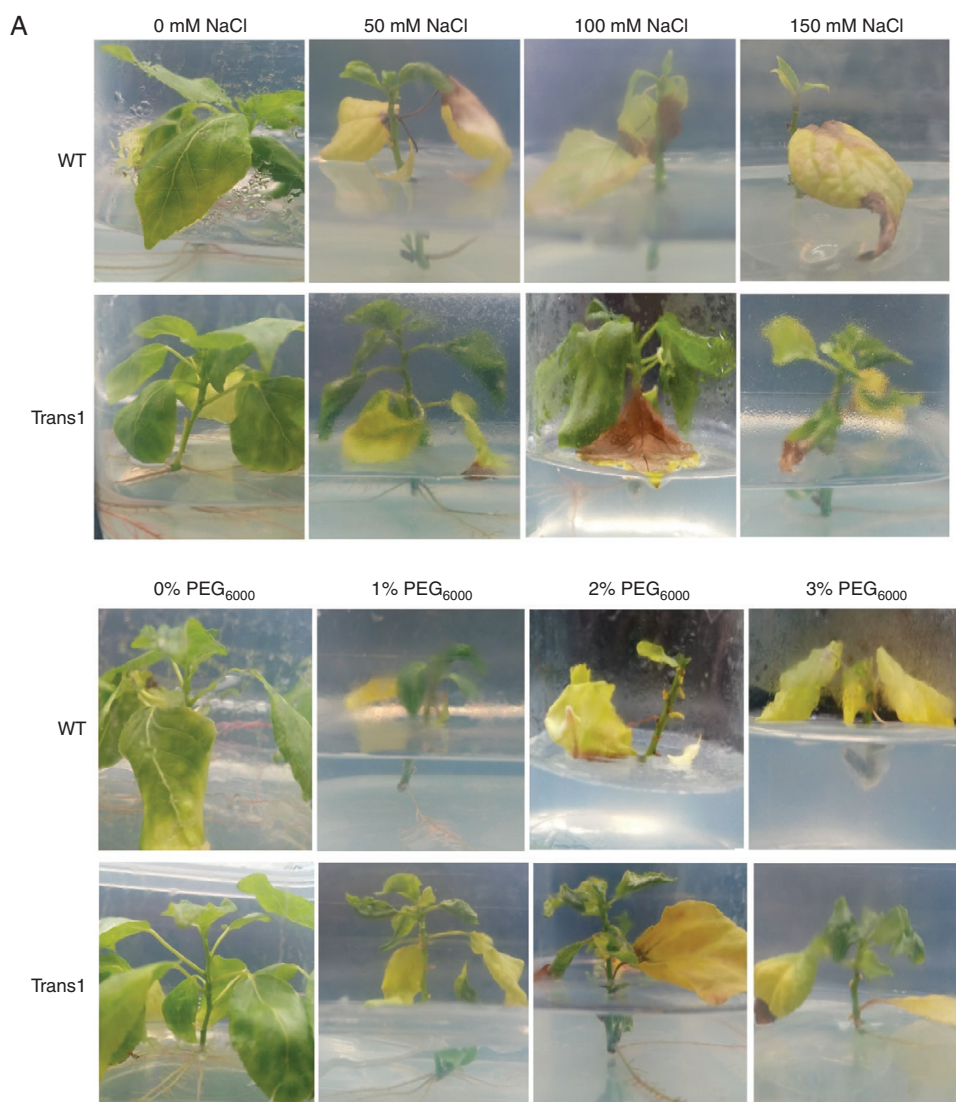 A
0 mM NaCl 50 mM NaCl 100 mM NaCl 150 mM NaCl
WT
Trans1
0% PEG6000 1% PEG6000 2% PEG6000 3% PEG6000
WT
Trans1